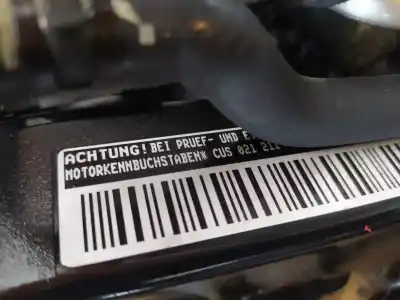 ACHTUNG! BEI PRUEF- UND
MOTORKENNBUCHSTABEN* CUS 021